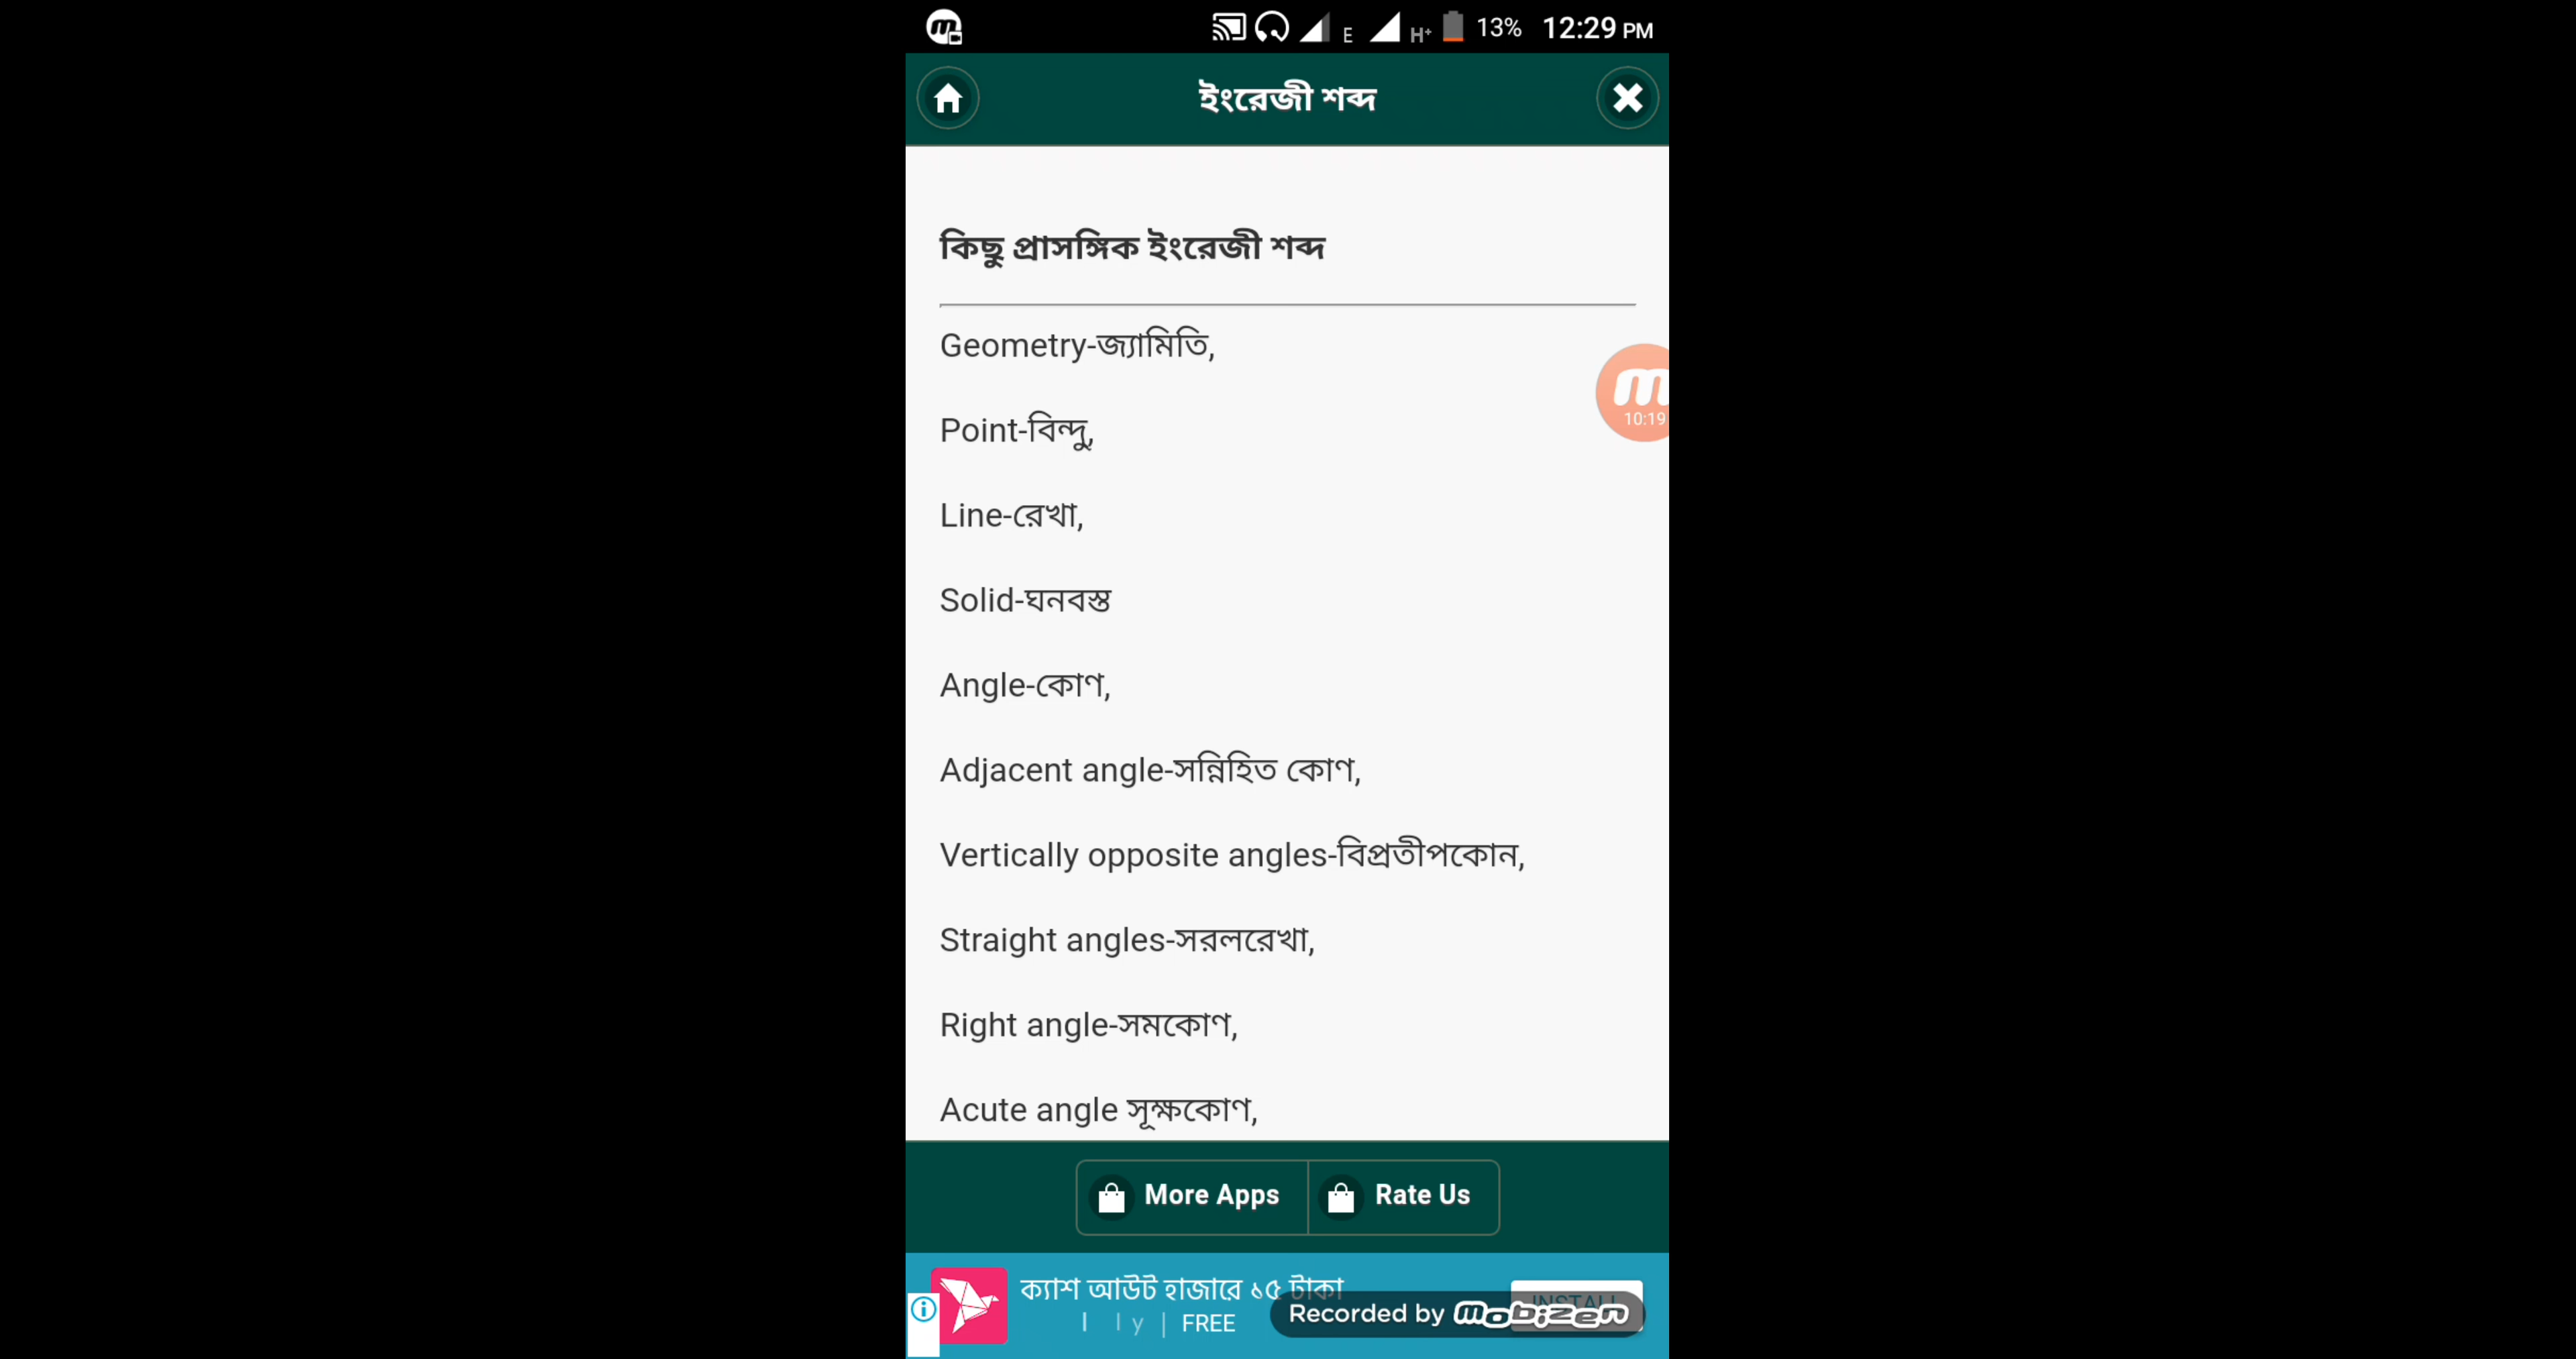 E H+ 13% 12:29 PM
ইংরেজী শব্দ
কিছু প্রাসঙ্গিক ইংরেজী শব্দ
Geometry-জ্যামিতি,
10:19
Point-বিন্দু,
Line-রেখা,
Solid-ঘনবস্ত
Angle-কোণ,
Adjacent angle-সন্নিহিত কোণ,
Vertically opposite angles-বিপ্রতীপকোন,
Straight angles-সরলরেখা,
Right angle-সমকোণ,
Acute angle সূক্ষকোণ,
More Apps Rate Us
ক্যাশ আউট হাজারে ১৫ টাকা
INSTALL
FREE
Recorded by mobizen